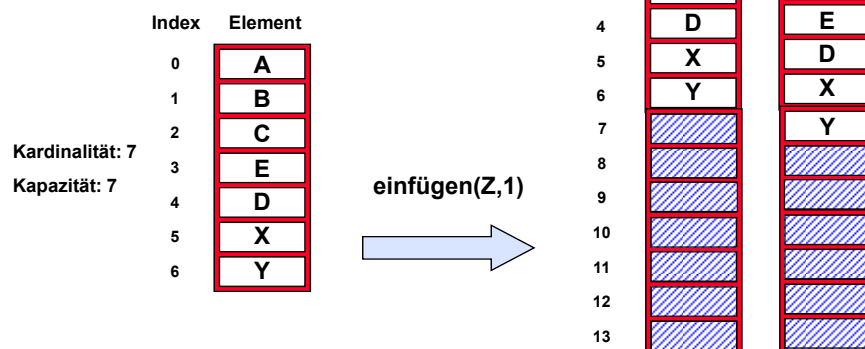 Index Element
0 A
1 B
2 C
3 E
4 D
5 X
6 Y
Kardinalität: 7
Kapazität: 7
einfügen(Z,1)
4 D E
5 X D
6 Y X
7 Y
8
9
10
11
12
13